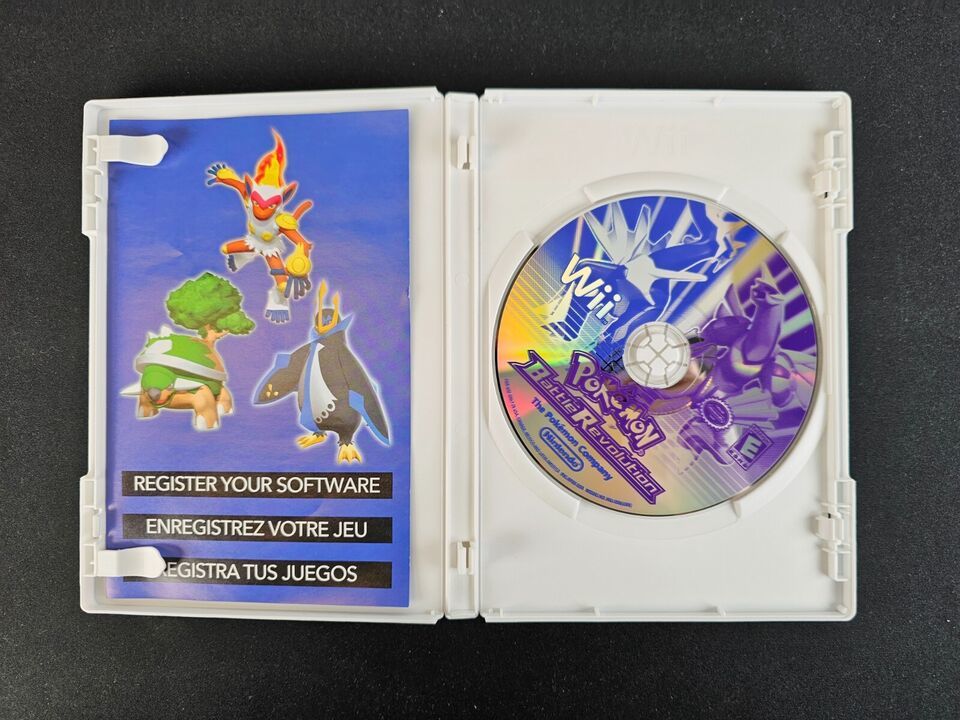 REGISTER YOUR SOFTWARE
ENREGISTREZ VOTRE JEU
REGISTRA TUS JUEGOS
Wii
Wii
POKéMON
Battle Revolution
The Pokémon Company
Nintendo
E